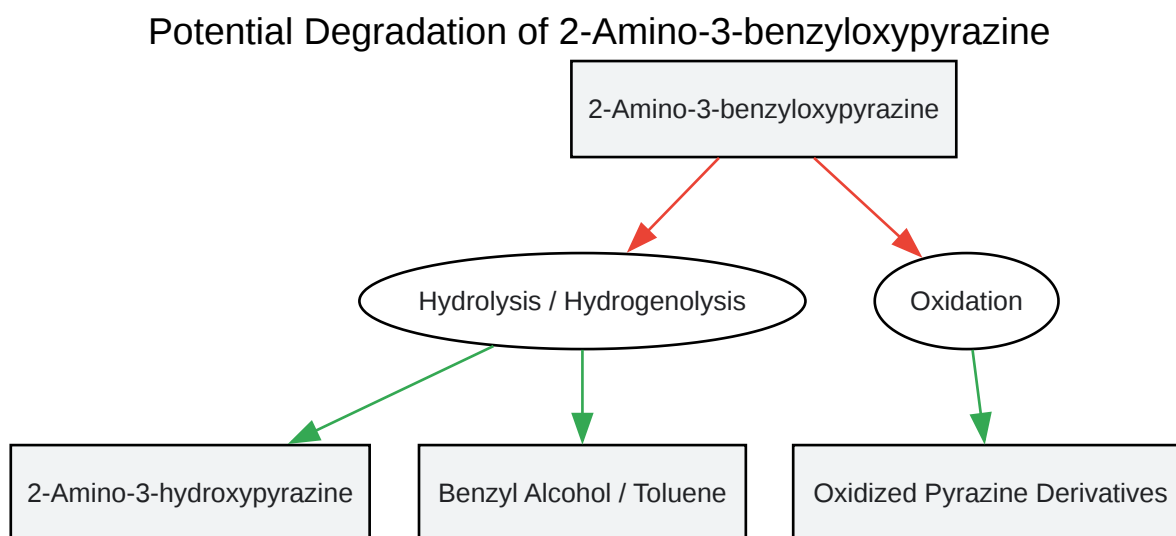 Potential Degradation of 2-Amino-3-benzyloxypyrazine
2-Amino-3-benzyloxypyrazine
Hydrolysis / Hydrogenolysis
Oxidation
2-Amino-3-hydroxypyrazine
Benzyl Alcohol / Toluene
Oxidized Pyrazine Derivatives